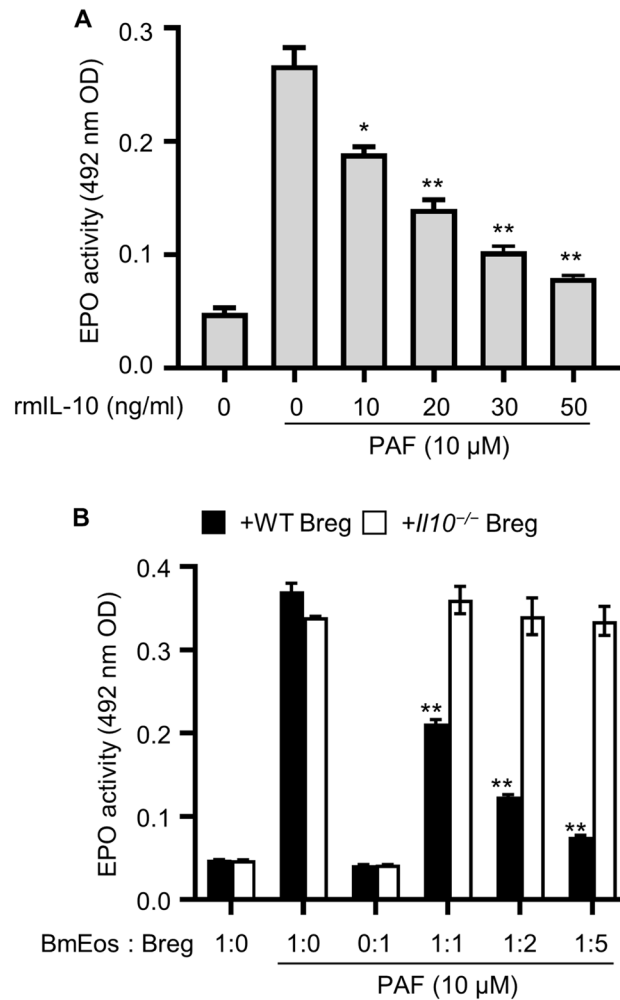 A
EPO activity (492 nm OD)
0.3
0.2
0.1
0.0
*
**
**
**
rmIL-10 (ng/ml) 0 0 10 20 30 50
PAF (10 µM)
B
+WT Breg +Il10⁻/⁻ Breg
EPO activity (492 nm OD)
0.4
0.3
0.2
0.1
0.0
**
**
**
BmEos : Breg 1:0 1:0 0:1 1:1 1:2 1:5
PAF (10 µM)